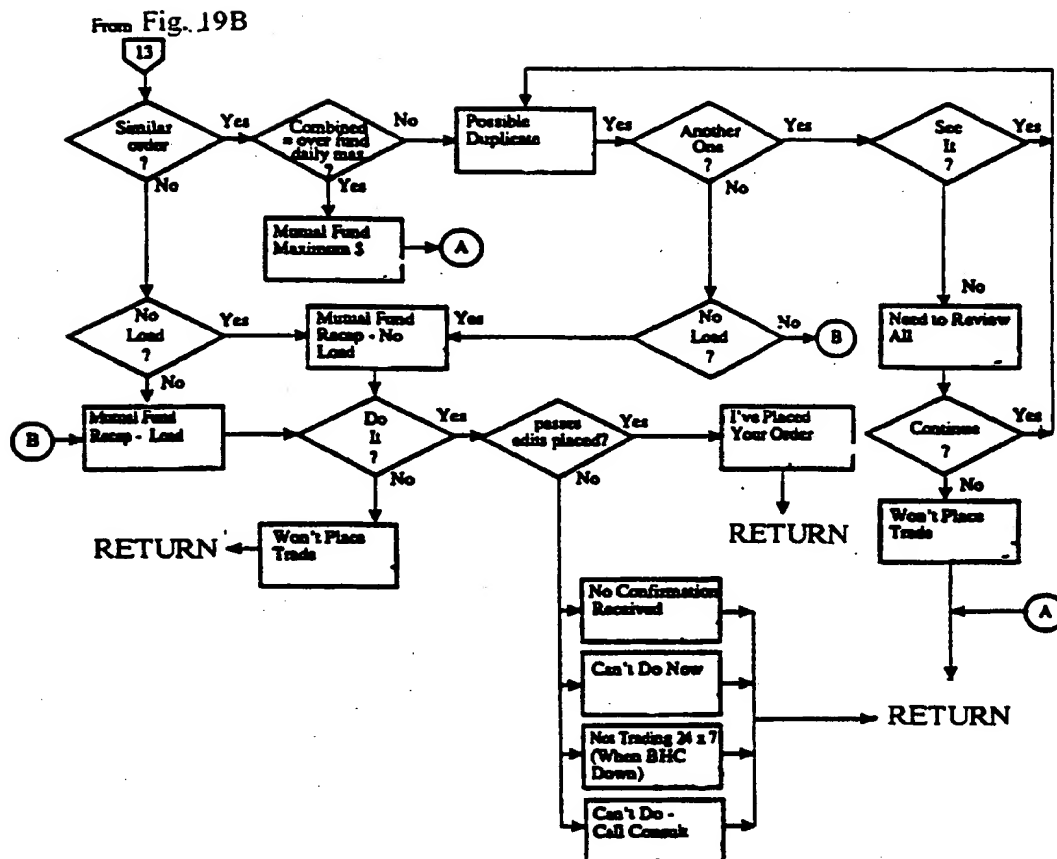 From Fig. 19B
13
Similar
order
?
Yes
No
Combined
= over fund
daily max
?
No
Yes
Possible
Duplicate
Yes
Another
One
?
Yes
No
See
It
?
Yes
No
Mutual Fund
Maximum $
A
No
Load
?
Yes
No
Mutual Fund
Recap - No
Load
Yes
No
Load
?
No
B
Need to Review
All
B
Mutual Fund
Recap - Load
Do
It
?
Yes
No
passes
edits placed?
Yes
No
I've Placed
Your Order
Continue
?
Yes
No
RETURN
Won't Place
Trade
RETURN
Won't Place
Trade
No Confirmation
Received
A
Can't Do Now
RETURN
Not Trading 24 x 7
(When BHC
Down)
Can't Do -
Call Consult